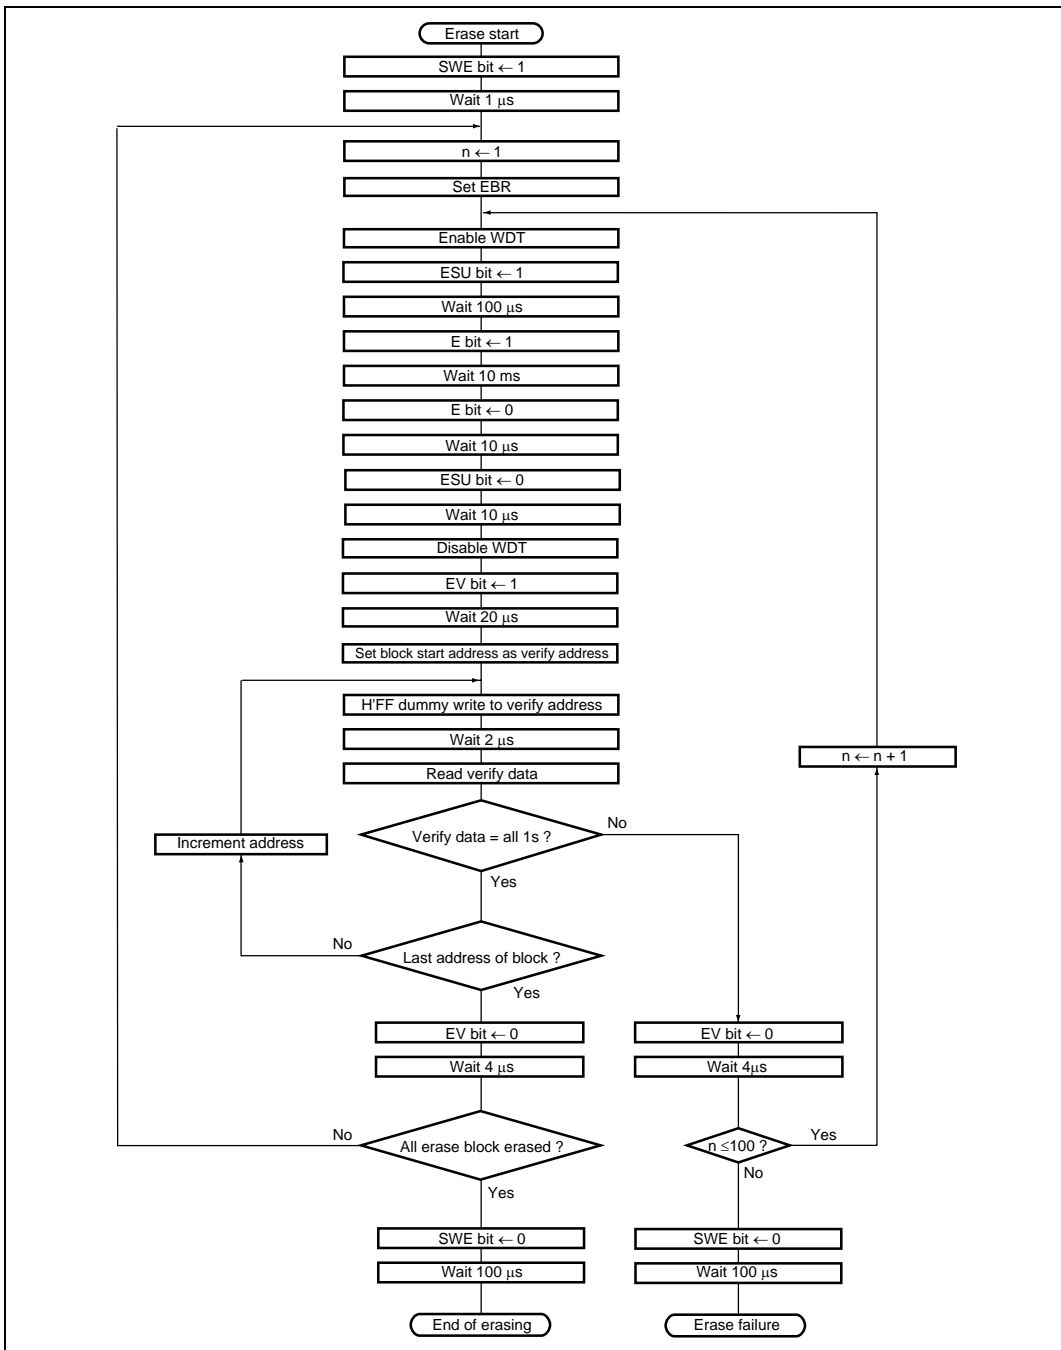 Erase start
SWE bit ← 1
Wait 1 μs
n ← 1
Set EBR
Enable WDT
ESU bit ← 1
Wait 100 μs
E bit ← 1
Wait 10 ms
E bit ← 0
Wait 10 μs
ESU bit ← 0
Wait 10 μs
Disable WDT
EV bit ← 1
Wait 20 μs
Set block start address as verify address
H'FF dummy write to verify address
Wait 2 μs
n ← n + 1
Read verify data
Verify data = all 1s ?
No
Increment address
Yes
No
Last address of block ?
Yes
EV bit ← 0
EV bit ← 0
Wait 4 μs
Wait 4μs
No
All erase block erased ?
n ≤100 ?
Yes
No
Yes
SWE bit ← 0
SWE bit ← 0
Wait 100 μs
Wait 100 μs
End of erasing
Erase failure